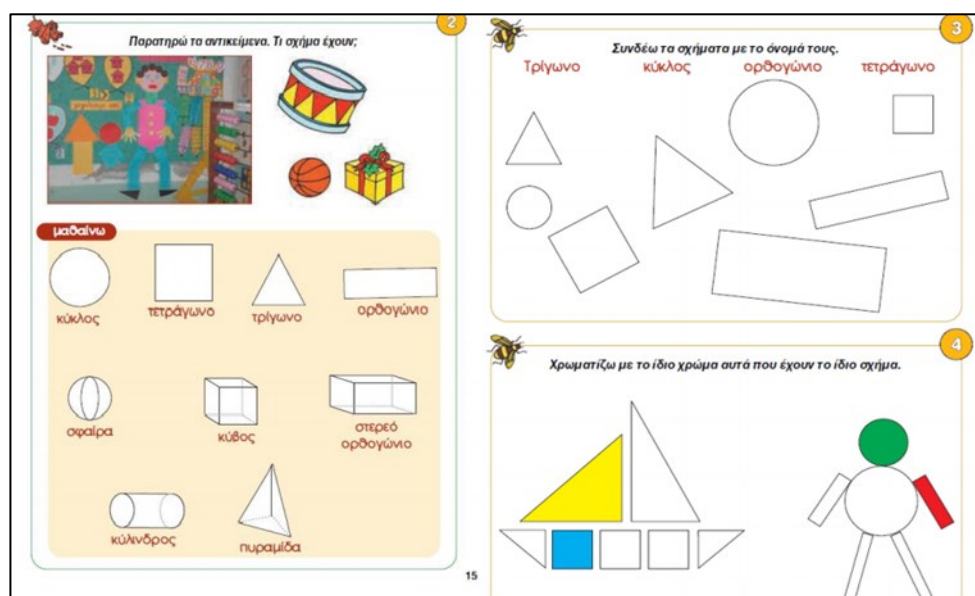 2
Παρατηρώ τα αντικείμενα. Τι σχήμα έχουν;
μαθαίνω
κύκλος
τετράγωνο
τρίγωνο
ορθογώνιο
σφαίρα
κύβος
στερεό
ορθογώνιο
κύλινδρος
πυραμίδα
15
3
Συνδέω τα σχήματα με το όνομά τους.
Τρίγωνο κύκλος ορθογώνιο τετράγωνο
4
Χρωματίζω με το ίδιο χρώμα αυτά που έχουν το ίδιο σχήμα.